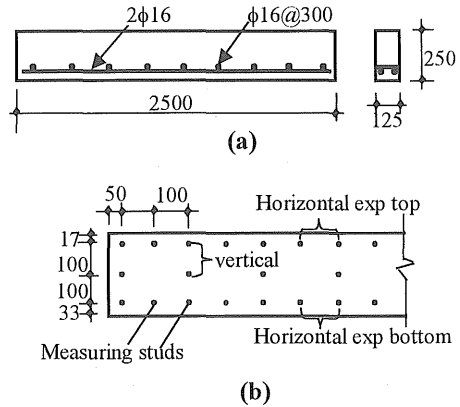 2ϕ16 ϕ16@300
250
2500 125
(a)
50 100
Horizontal exp top
17
100
vertical
100
33
Horizontal exp bottom
Measuring studs
(b)